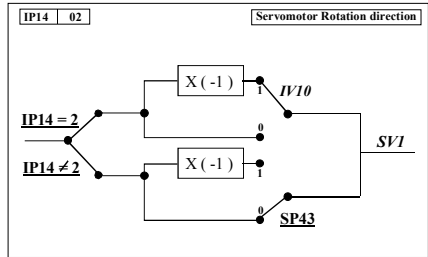 IP14 02 Servomotor Rotation direction
X ( -1 )
1 IV10
IP14 = 2
0
SV1
IP14 ≠ 2
X ( -1 )
1
0
SP43